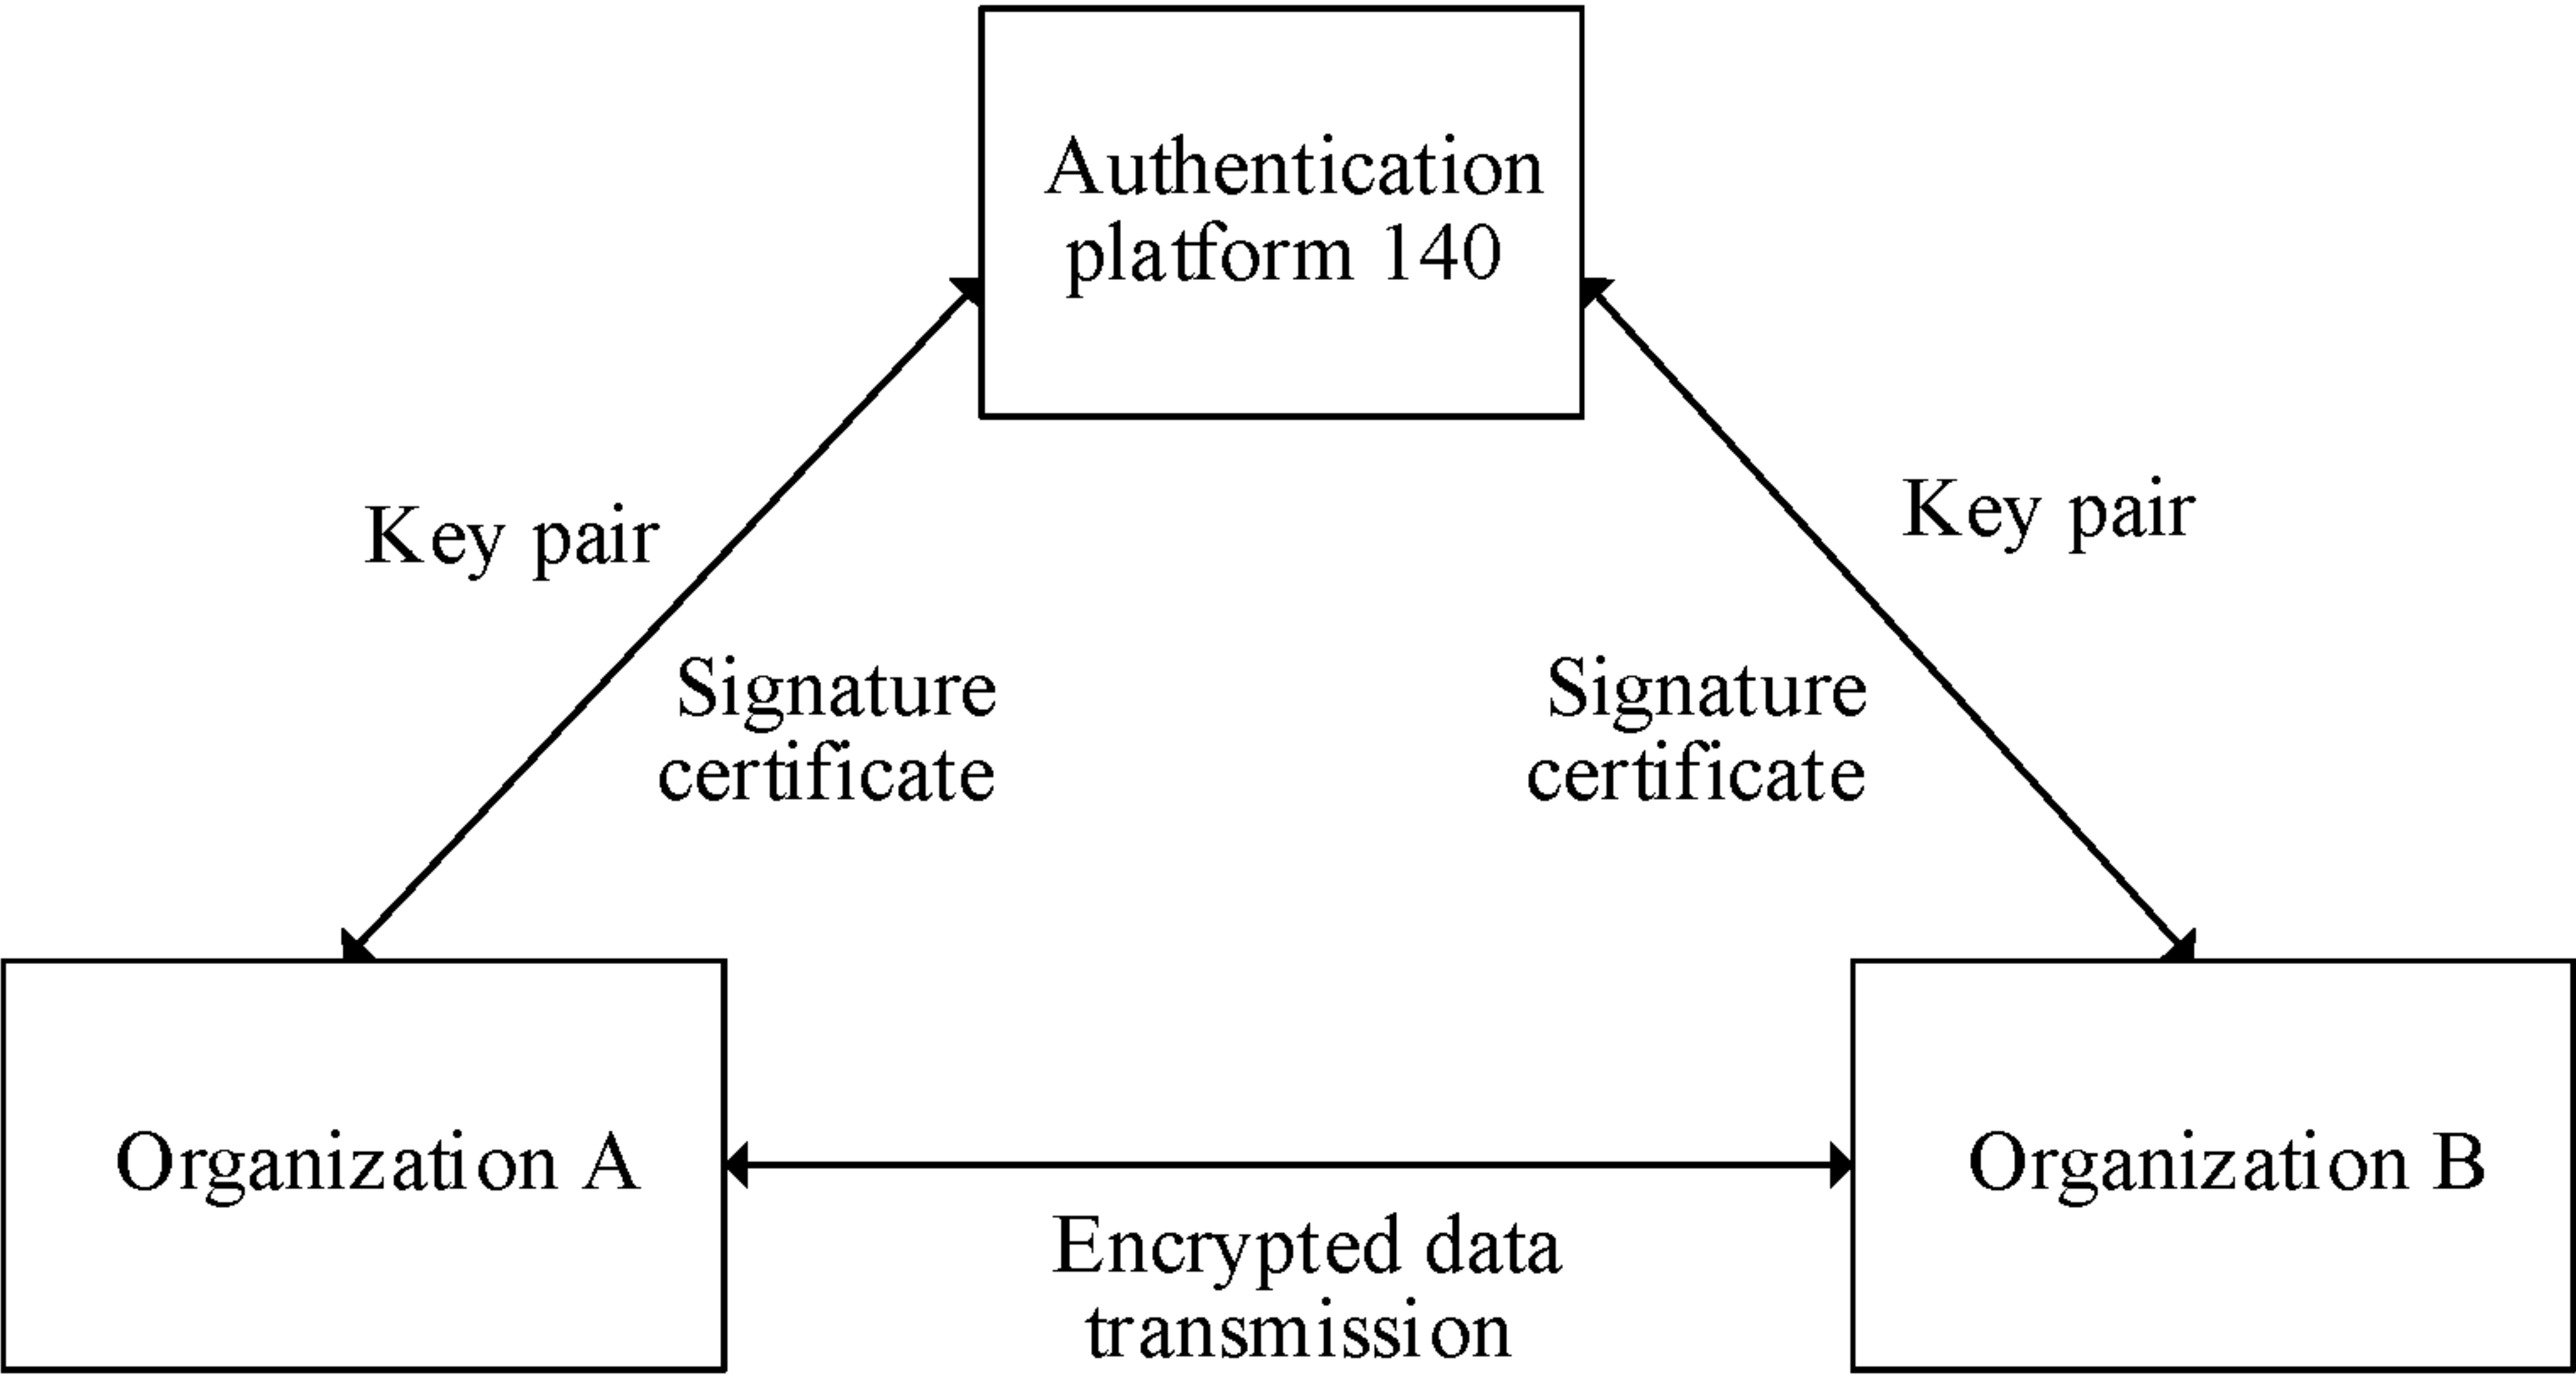 Authentication
platform 140
Key pair
Key pair
Signature
certificate
Signature
certificate
Organization A
Organization B
Encrypted data
transmission